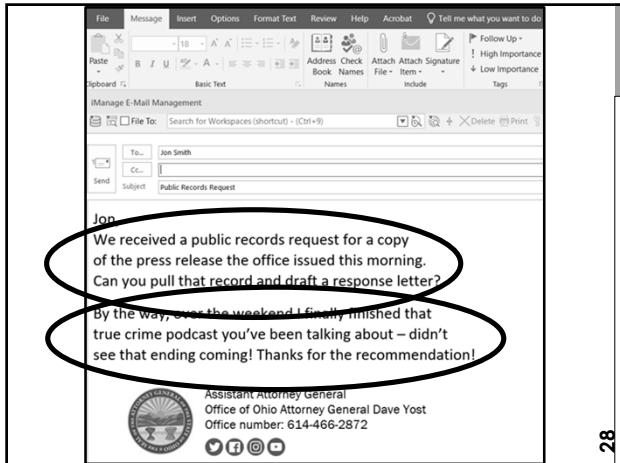 File Message Insert Options Format Text Review Help Acrobat Tell me what you want to do
Paste
18
A A
B I U A
Address Book
Check Names
Attach File
Attach Item
Signature
Follow Up
High Importance
Low Importance
Clipboard Basic Text Names Include Tags
iManage E-Mail Management
File To: Search for Workspaces (shortcut) - (Ctrl+9) Delete Print
Send
To... Jon Smith
Cc...
Subject Public Records Request
Jon,
We received a public records request for a copy
of the press release the office issued this morning.
Can you pull that record and draft a response letter?
By the way, over the weekend I finally finished that
true crime podcast you've been talking about – didn't
see that ending coming! Thanks for the recommendation!
Assistant Attorney General
Office of Ohio Attorney General Dave Yost
Office number: 614-466-2872
28